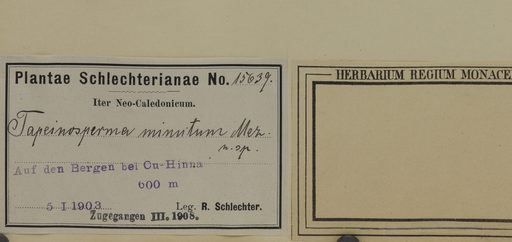 Plantae Schlechterianae No. 15639.
Iter Neo-Caledonicum.
Tapeinosperma minutum Mez.
n. sp.
Auf den Bergen bei Ou-Hinna
600 m
5 I 1903 Leg. R. Schlechter.
Zugegangen III. 1908.
HERBARIUM REGIUM MONACE